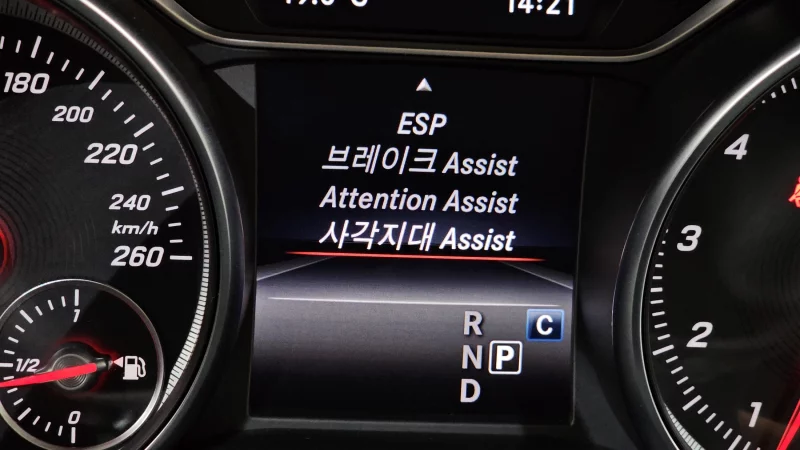 14:21
ESP
브레이크 Assist
Attention Assist
사각지대 Assist
R
C
N
P
D
180
200
220
240
km/h
260
1
1/2
0
4
3
2
1